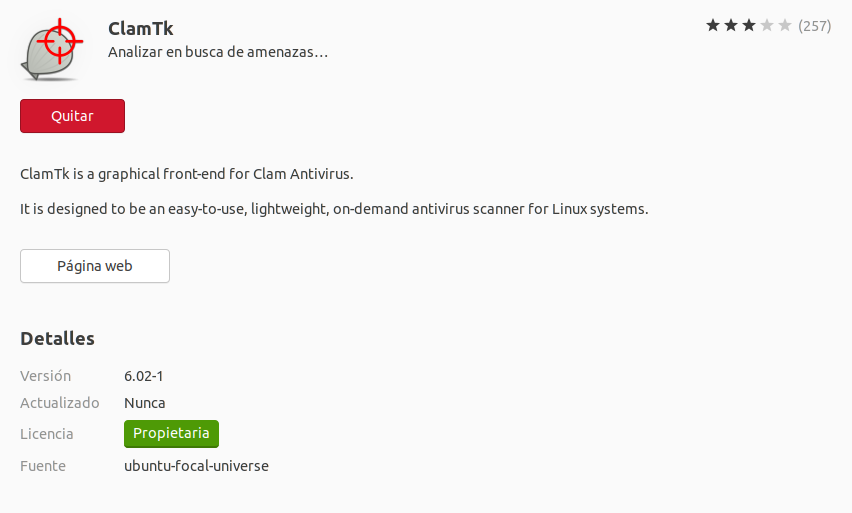 ClamTk
(257)
Analizar en busca de amenazas…
Quitar
ClamTk is a graphical front-end for Clam Antivirus.
It is designed to be an easy-to-use, lightweight, on-demand antivirus scanner for Linux systems.
Página web
Detalles
Versión 6.02-1
Actualizado Nunca
Licencia Propietaria
Fuente ubuntu-focal-universe